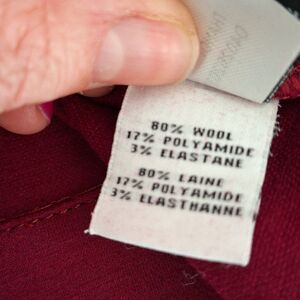 80% WOOL
17% POLYAMIDE
3% ELASTANE
80% LAINE
17% POLYAMIDE
3% ELASTHANNE